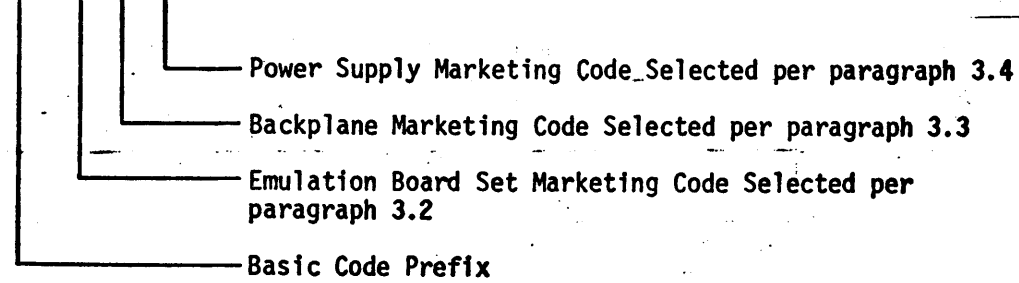 Power Supply Marketing Code Selected per paragraph 3.4
Backplane Marketing Code Selected per paragraph 3.3
Emulation Board Set Marketing Code Selected per
paragraph 3.2
Basic Code Prefix